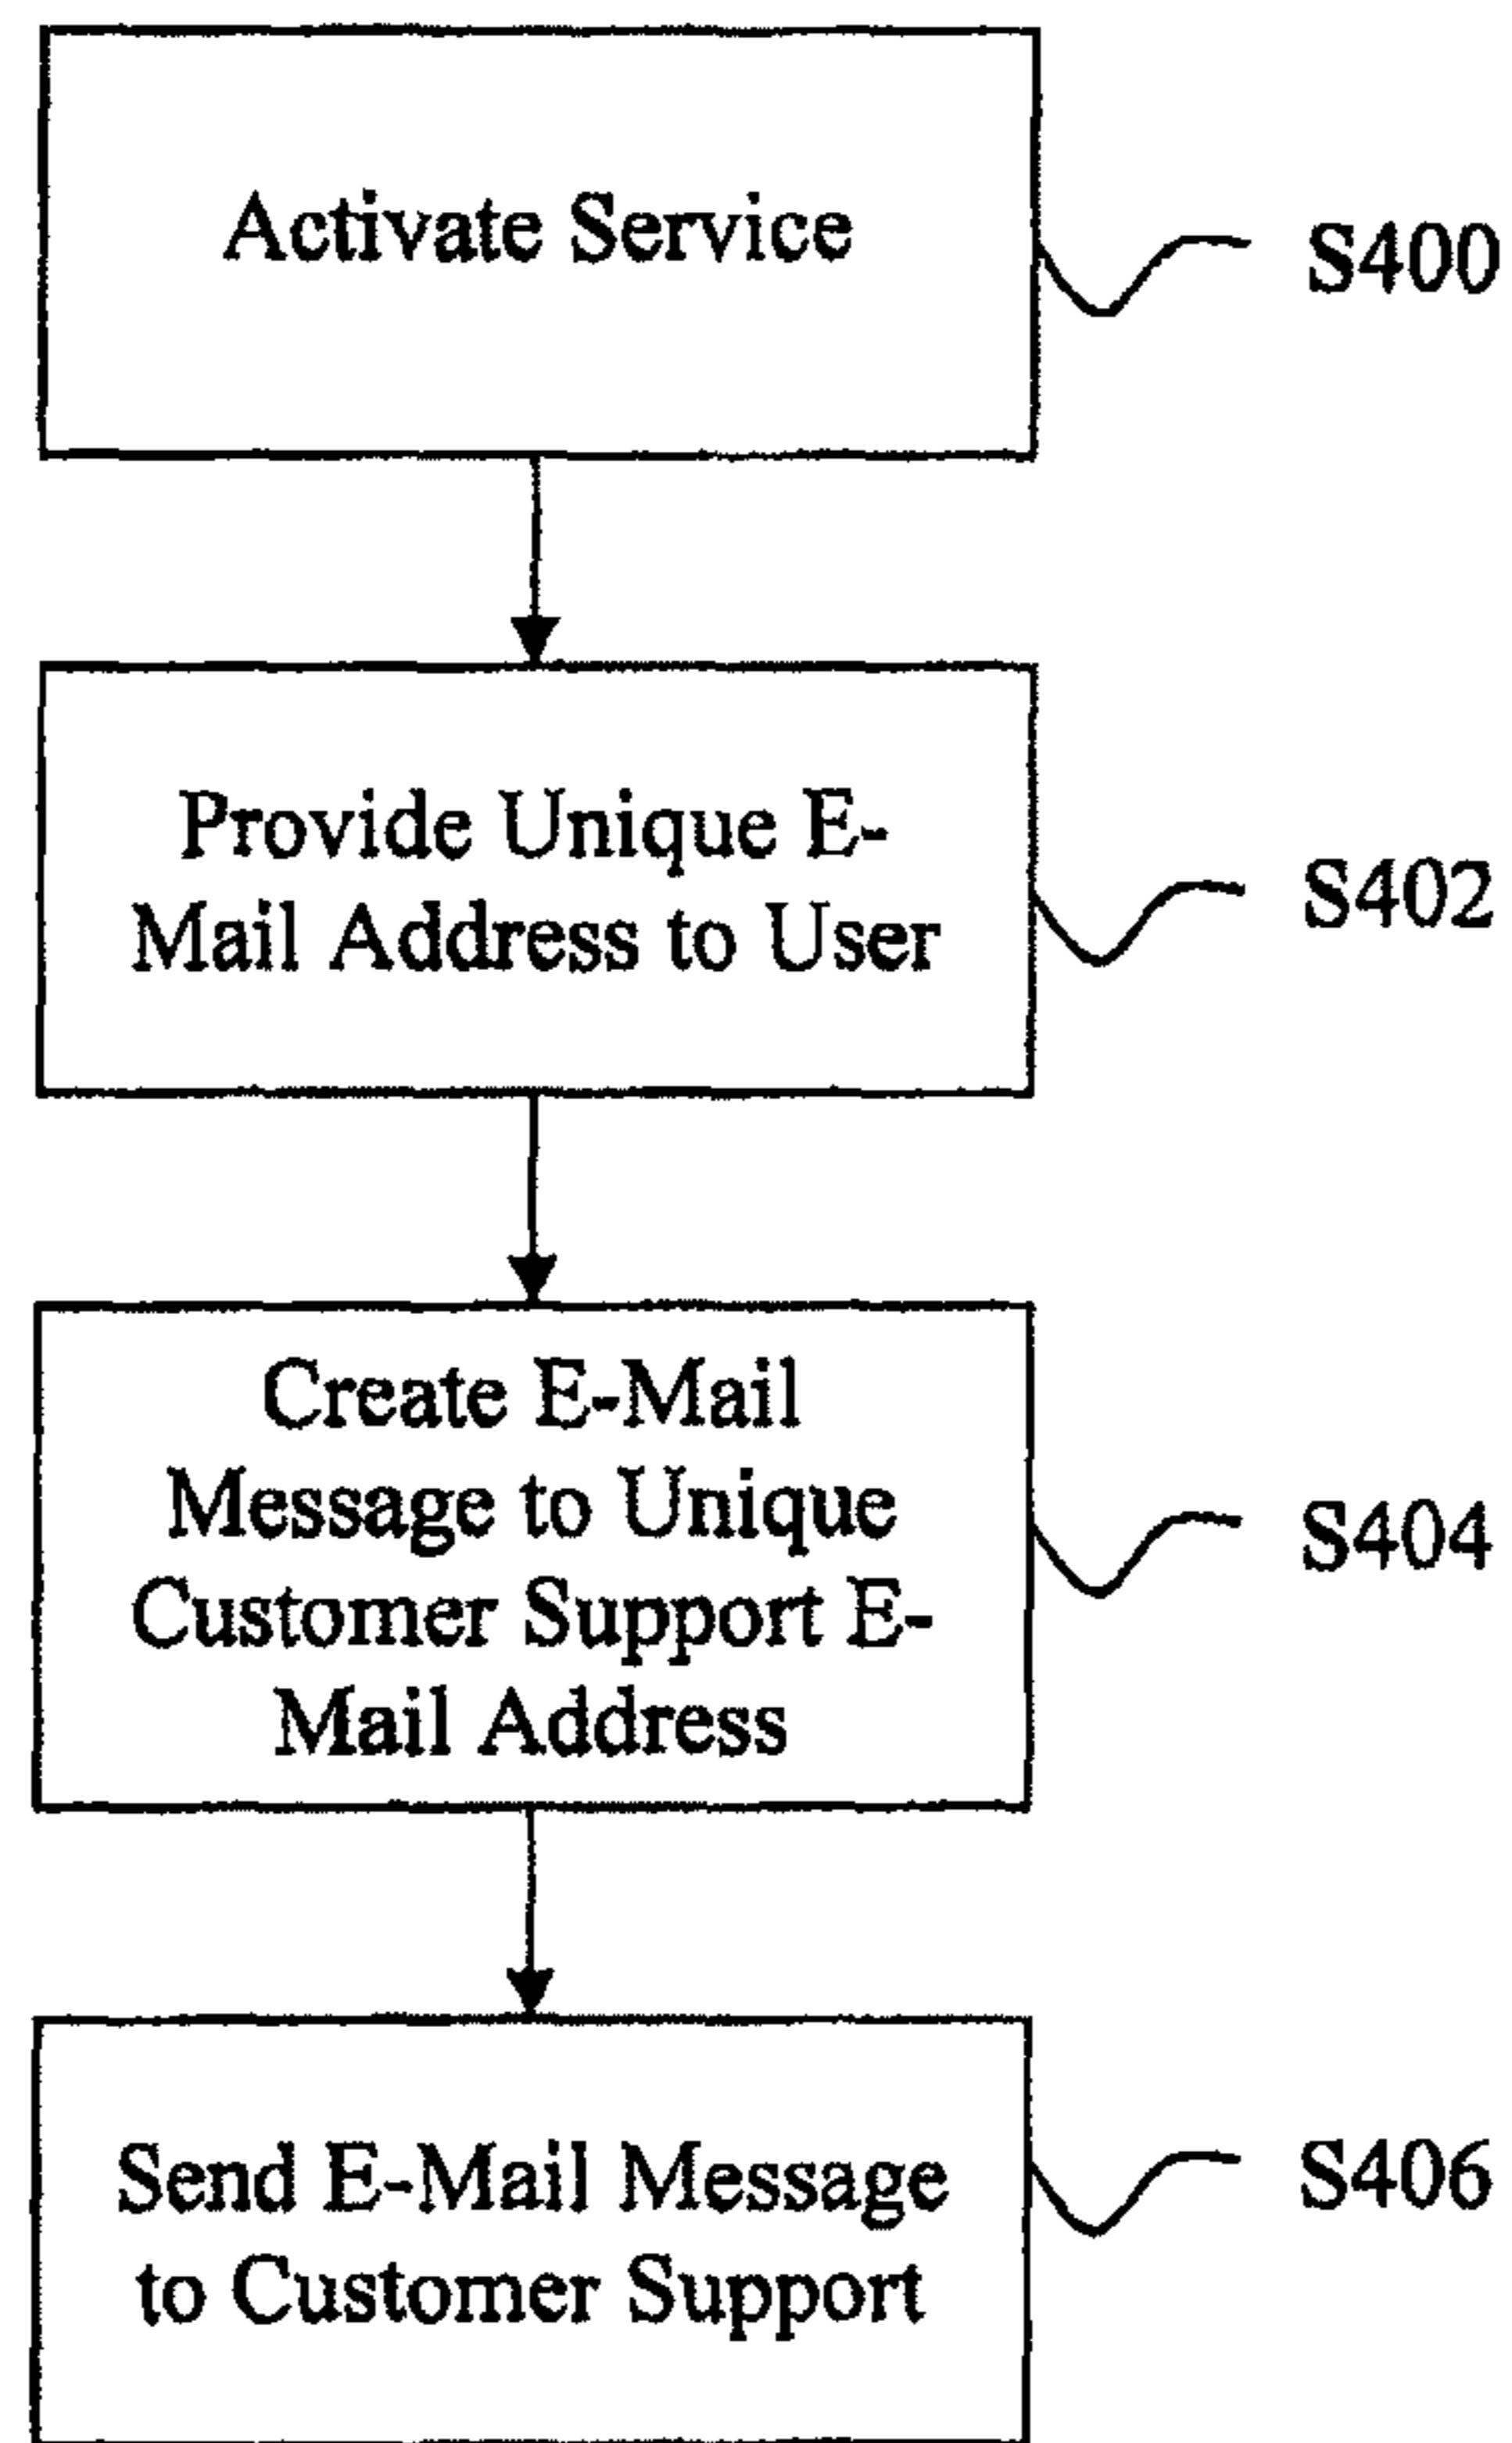 Activate Service
S400
Provide Unique E-
Mail Address to User
S402
Create E-Mail
Message to Unique
Customer Support E-
Mail Address
S404
Send E-Mail Message
to Customer Support
S406